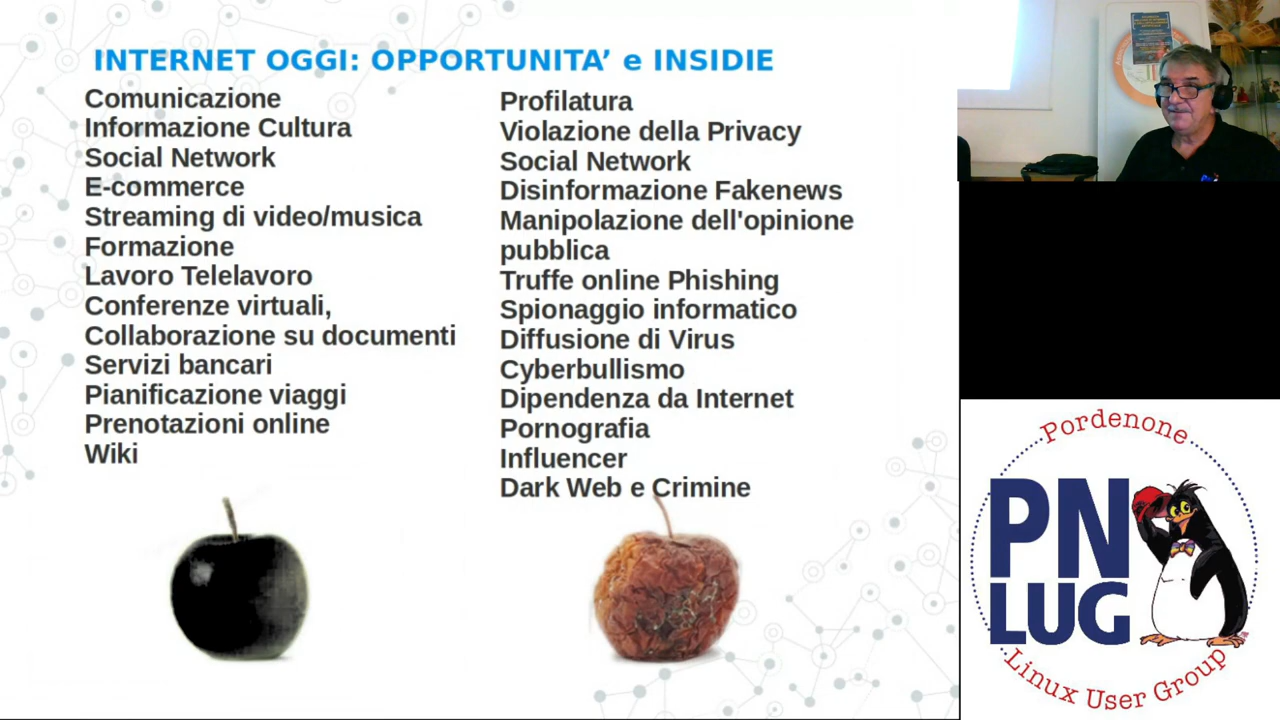 INTERNET OGGI: OPPORTUNITA’ e INSIDIE
Comunicazione
Informazione Cultura
Social Network
E-commerce
Streaming di video/musica
Formazione
Lavoro Telelavoro
Conferenze virtuali,
Collaborazione su documenti
Servizi bancari
Pianificazione viaggi
Prenotazioni online
Wiki
Profilatura
Violazione della Privacy
Social Network
Disinformazione Fakenews
Manipolazione dell'opinione
pubblica
Truffe online Phishing
Spionaggio informatico
Diffusione di Virus
Cyberbullismo
Dipendenza da Internet
Pornografia
Influencer
Dark Web e Crimine
Pordenone
PN
LUG
Linux User Group